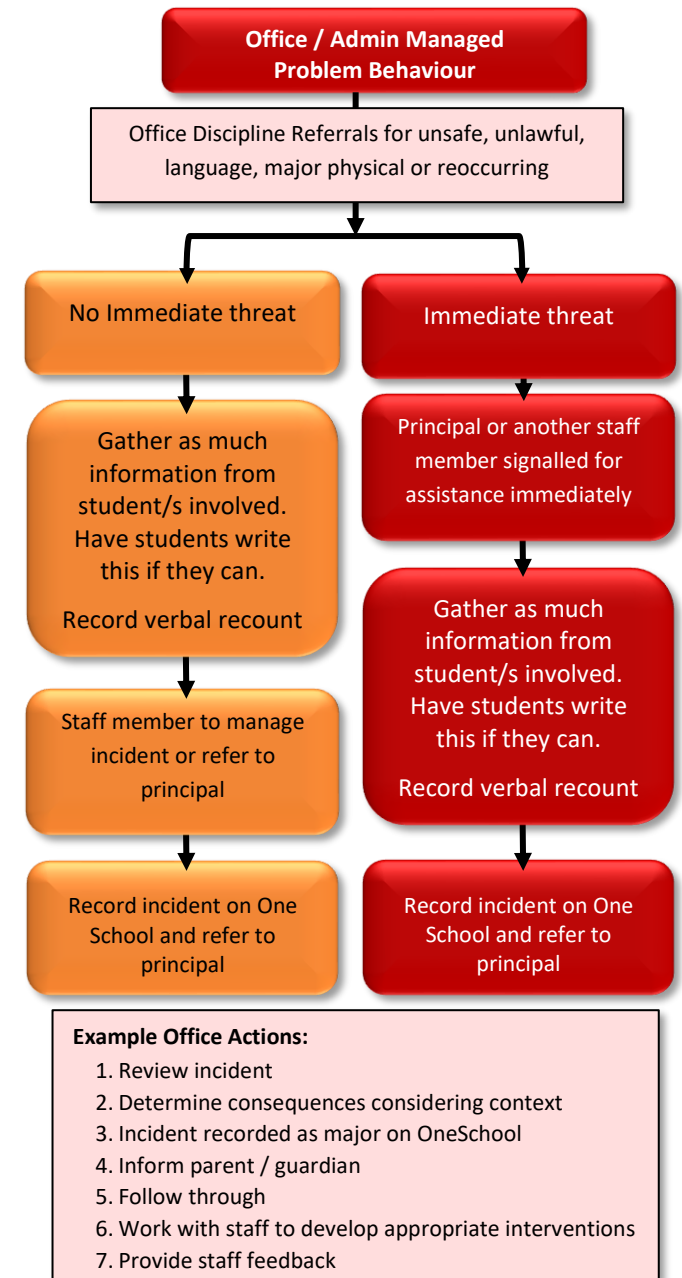 Office / Admin Managed
Problem Behaviour
Office Discipline Referrals for unsafe, unlawful,
language, major physical or reoccurring
No Immediate threat
Gather as much
information from
student/s involved.
Have students write
this if they can.
Record verbal recount
Staff member to manage
incident or refer to
principal
Record incident on One
School and refer to
principal
Immediate threat
Principal or another staff
member signalled for
assistance immediately
Gather as much
information from
student/s involved.
Have students write
this if they can.
Record verbal recount
Record incident on One
School and refer to
principal
Example Office Actions:
1. Review incident
2. Determine consequences considering context
3. Incident recorded as major on OneSchool
4. Inform parent / guardian
5. Follow through
6. Work with staff to develop appropriate interventions
7. Provide staff feedback